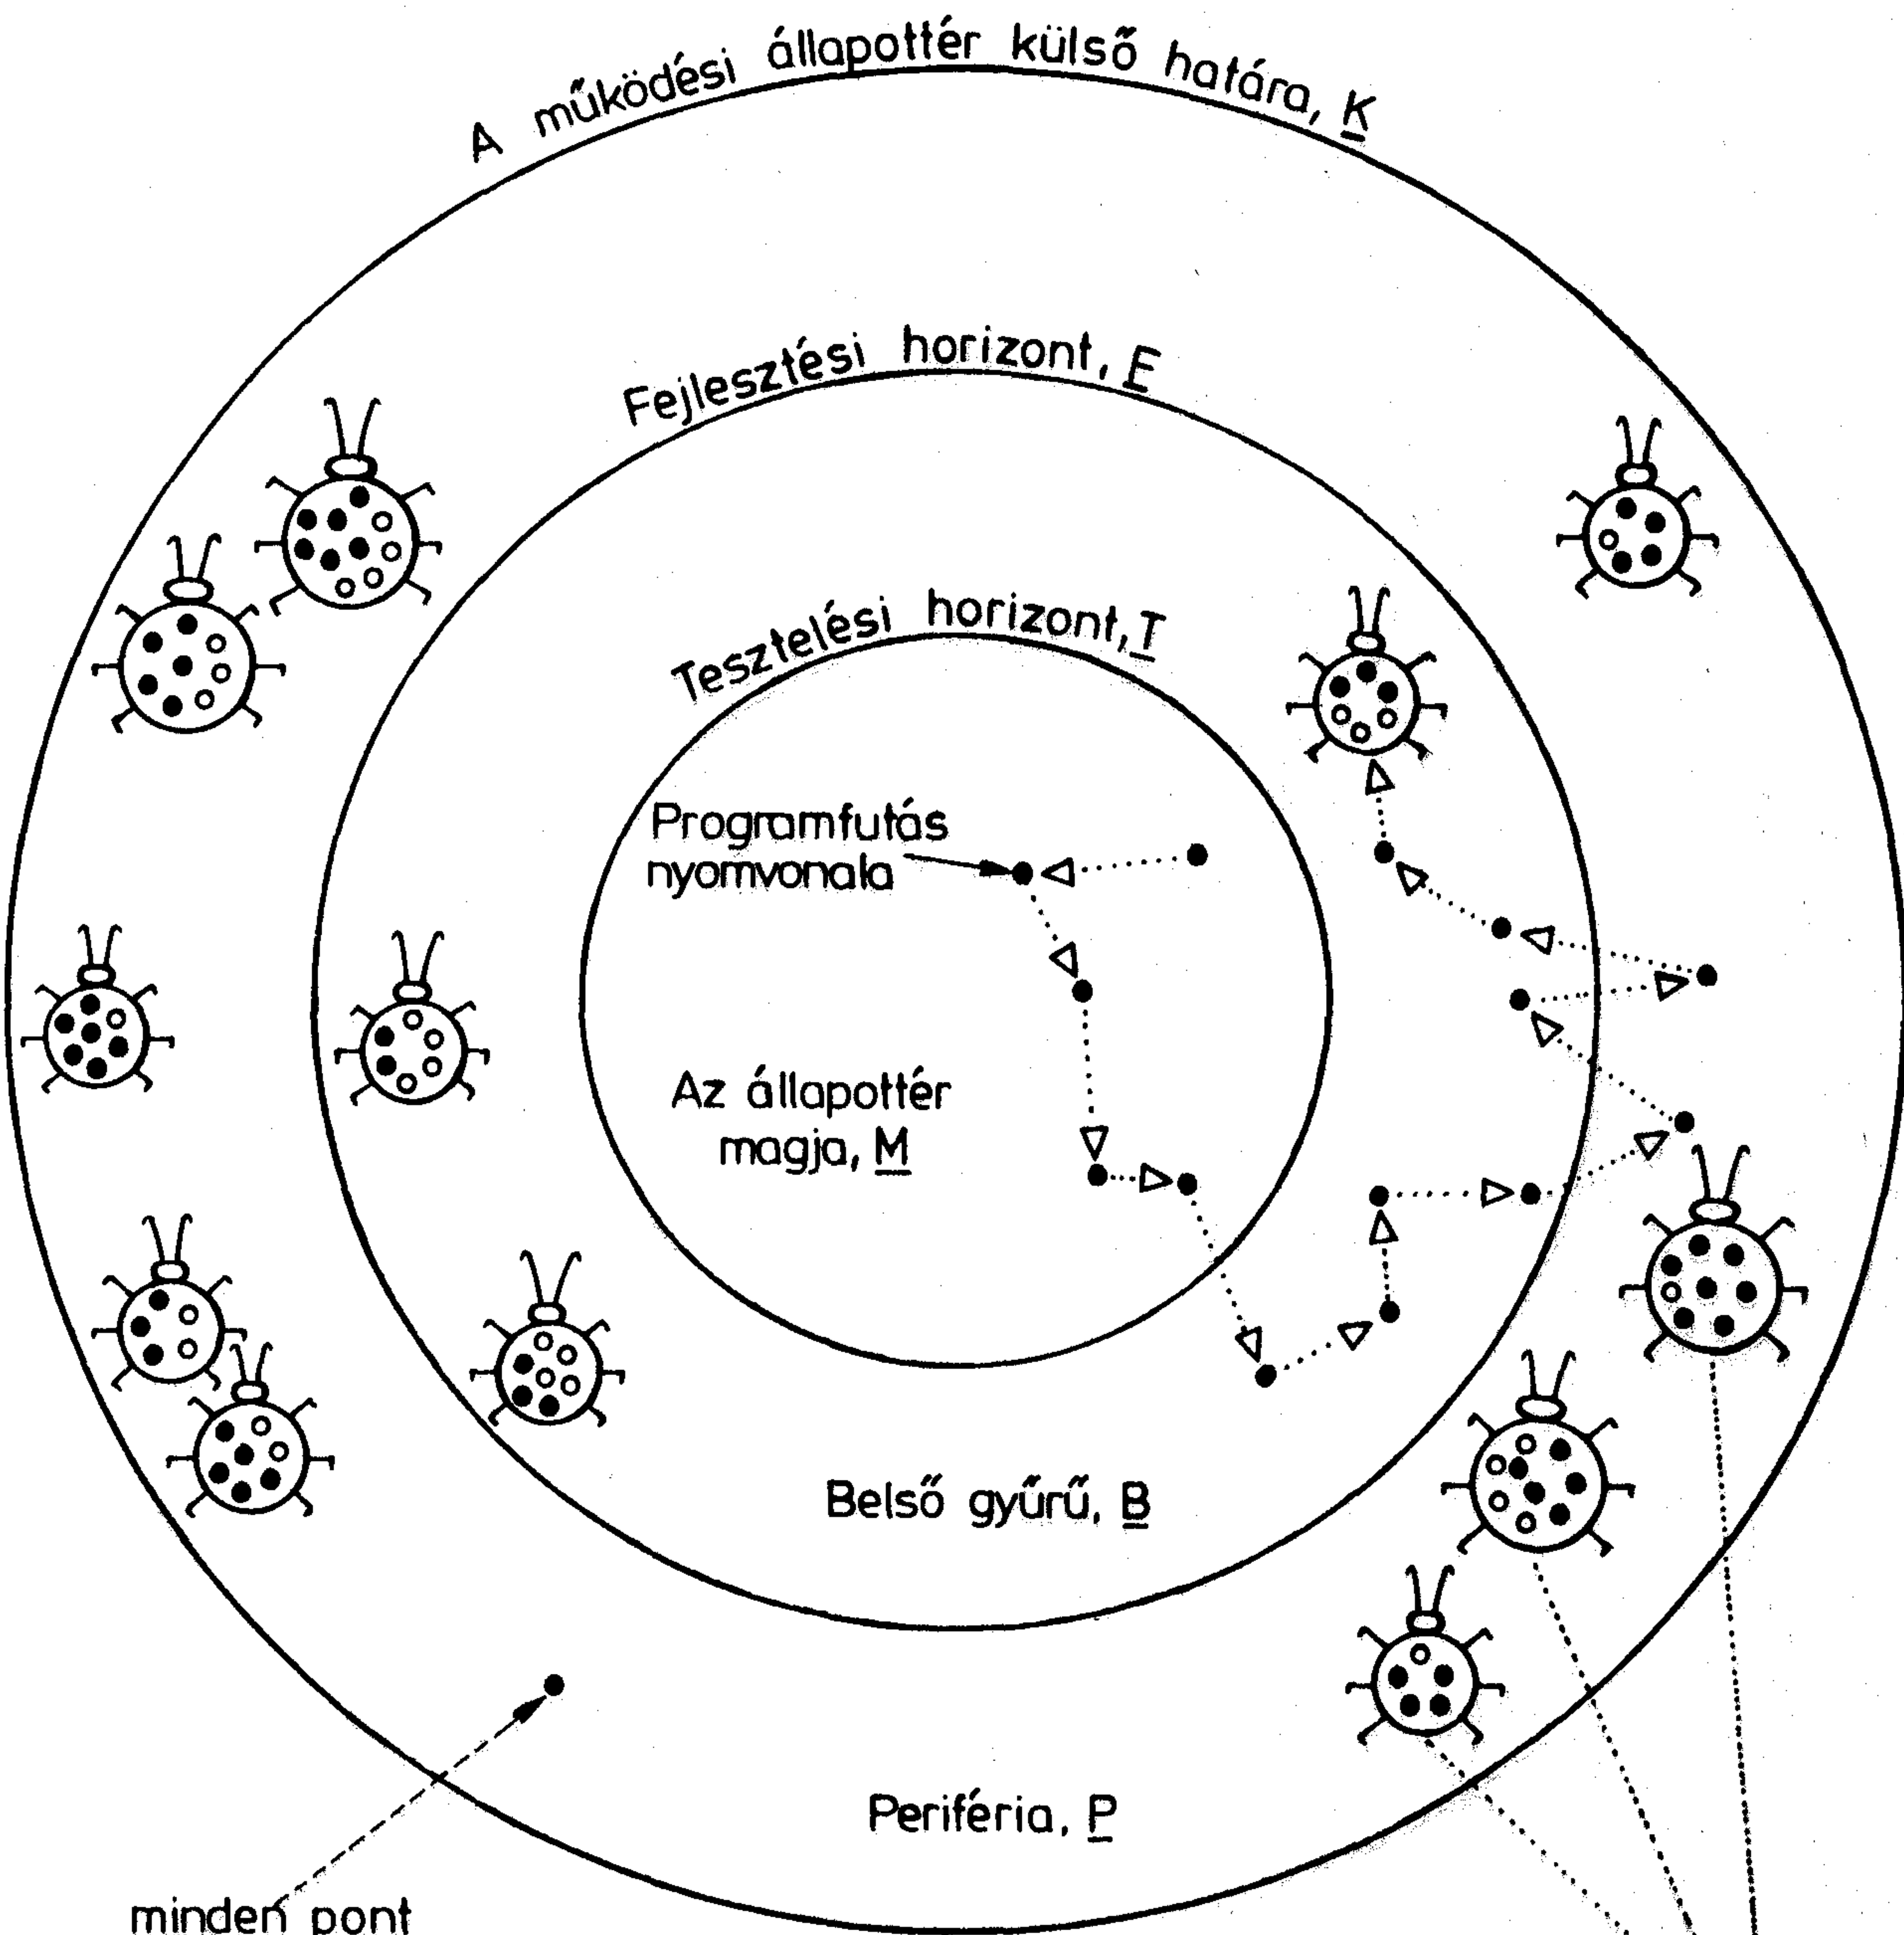 A működési állapottér külső határa, K
Fejlesztési horizont, F
Tesztelési horizont, T
Programfutás
nyomvonala
Az állapottér
magja, M
Belső gyűrű, B
Periféria, P
minden pont